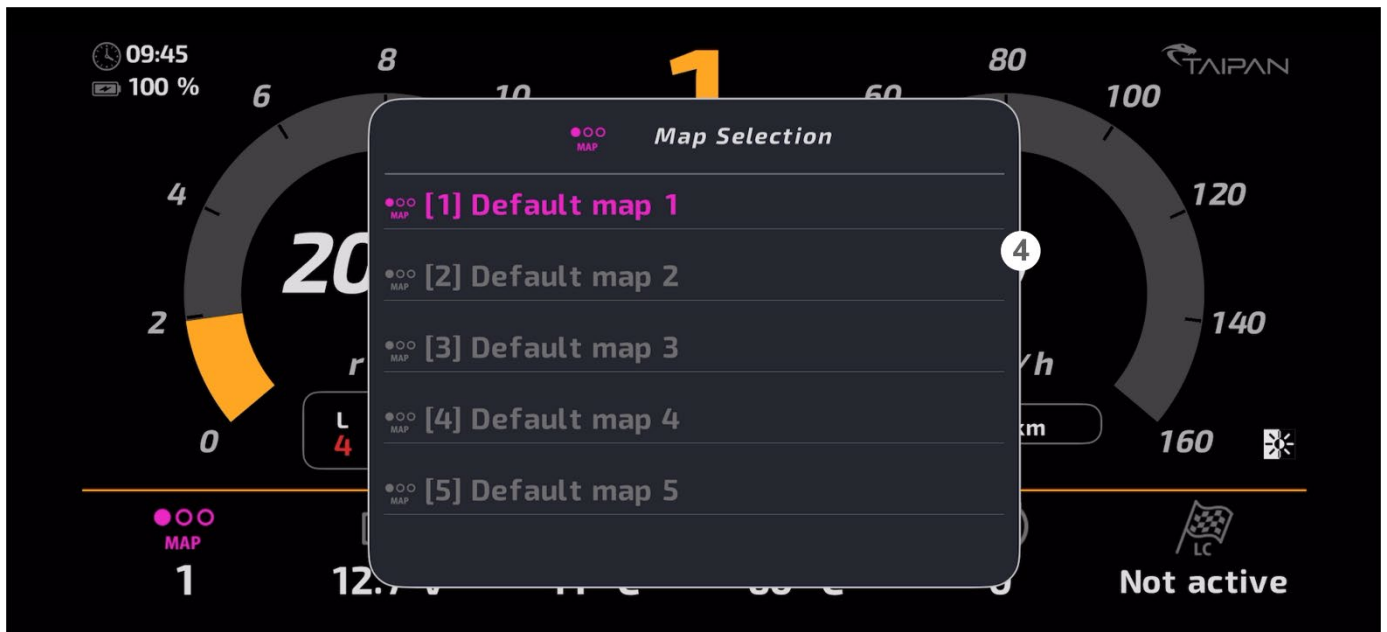 09:45
100 %
TAIPAN
1
0
2
4
6
8
10
60
80
100
120
140
160
MAP Map Selection
MAP [1] Default map 1
MAP [2] Default map 2
MAP [3] Default map 3
MAP [4] Default map 4
MAP [5] Default map 5
4
20
r
/h
L
4
km
MAP
1
LC
Not active